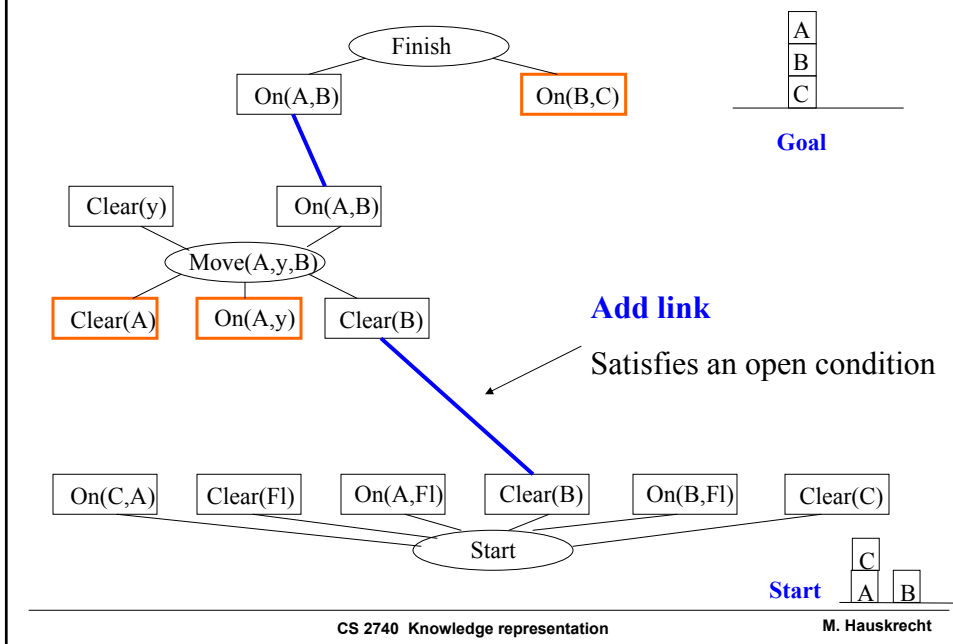 Finish
A
B
C
On(A,B)
On(B,C)
Goal
Clear(y)
On(A,B)
Move(A,y,B)
Clear(A)
On(A,y)
Clear(B)
Add link
Satisfies an open condition
On(C,A)
Clear(Fl)
On(A,Fl)
Clear(B)
On(B,Fl)
Clear(C)
Start
C
Start
A
B
CS 2740 Knowledge representation
M. Hauskrecht